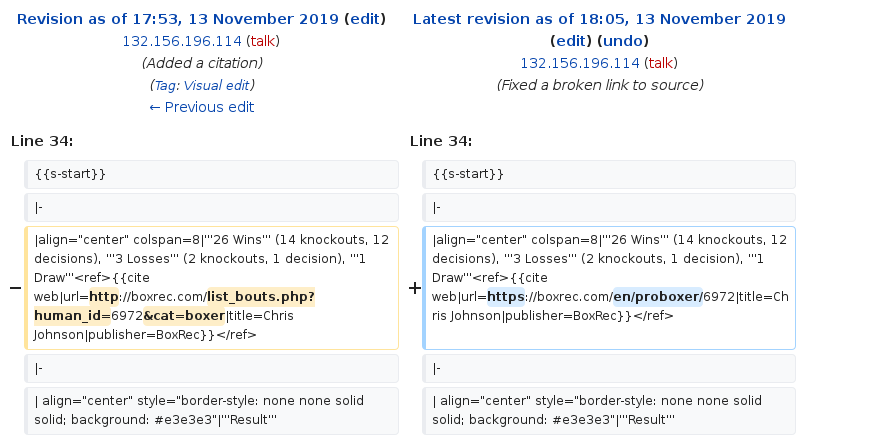 Revision as of 17:53, 13 November 2019 (edit)
132.156.196.114 (talk)
(Added a citation)
(Tag: Visual edit)
← Previous edit
Latest revision as of 18:05, 13 November 2019
(edit) (undo)
132.156.196.114 (talk)
(Fixed a broken link to source)
Line 34:
Line 34:
{{s-start}}
{{s-start}}
|-
|-
−
|align="center" colspan=8|'''26 Wins''' (14 knockouts, 12
decisions), '''3 Losses''' (2 knockouts, 1 decision), '''1
Draw'''<ref>{{cite
web|url=http://boxrec.com/list_bouts.php?
human_id=6972&cat=boxer|title=Chris
Johnson|publisher=BoxRec}}</ref>
+
|align="center" colspan=8|'''26 Wins''' (14 knockouts, 12
decisions), '''3 Losses''' (2 knockouts, 1 decision), '''1
Draw'''<ref>{{cite
web|url=https://boxrec.com/en/proboxer/6972|title=Ch
ris Johnson|publisher=BoxRec}}</ref>
|-
|-
| align="center" style="border-style: none none solid
solid; background: #e3e3e3"|'''Result'''
| align="center" style="border-style: none none solid
solid; background: #e3e3e3"|'''Result'''